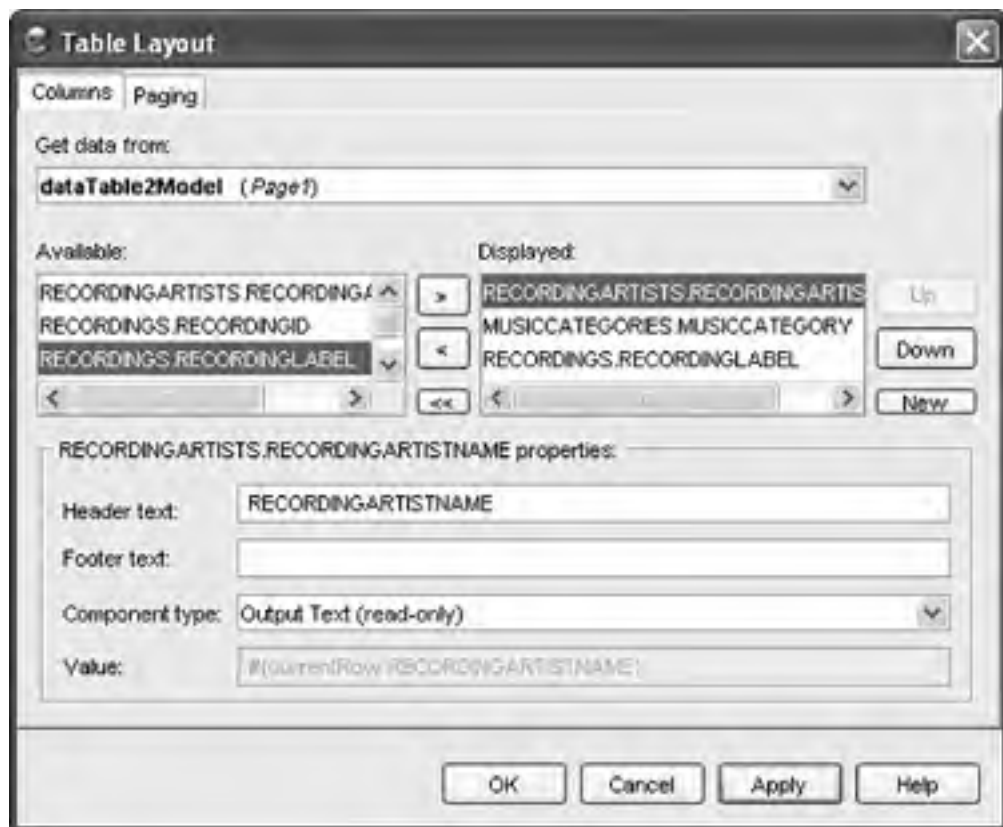 Table Layout
Columns Paging
Get data from:
dataTable2Model (Page1)
Available: Displayed:
RECORDINGARTISTS.RECORDINGA > RECORDINGARTISTS.RECORDINGARTIS Up
RECORDINGS.RECORDINGID MUSICCATEGORIES.MUSICCATEGORY
RECORDINGS.RECORDINGLABEL < RECORDINGS.RECORDINGLABEL Down
<< New
RECORDINGARTISTS.RECORDINGARTISTNAME properties:
Header text: RECORDINGARTISTNAME
Footer text:
Component type: Output Text (read-only)
Value: #{currentRow.RECORDINGARTISTNAME}
OK Cancel Apply Help